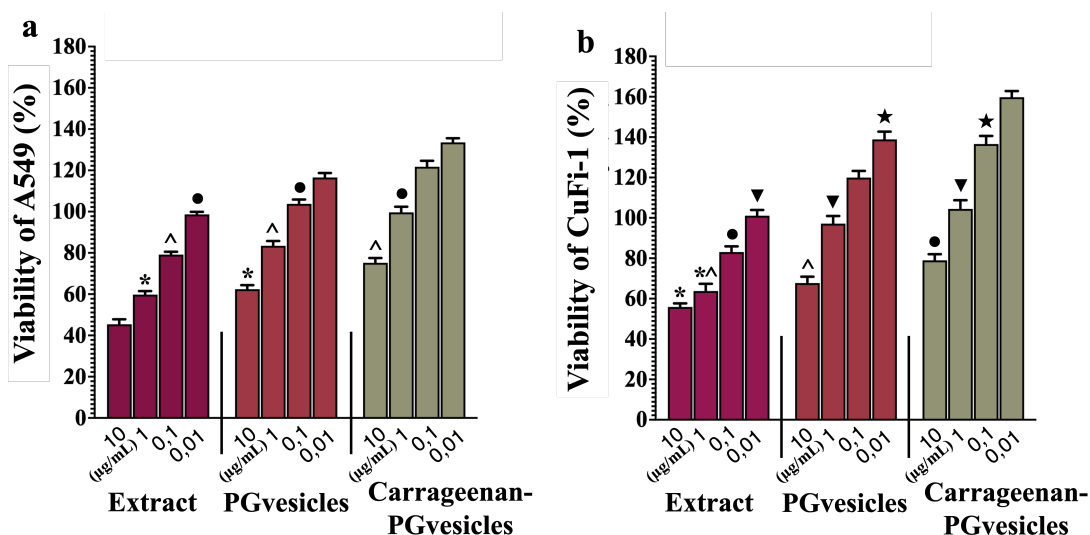 a
Viability of A549 (%)
180
160
140
120
100
80
60
40
20
0
*
^
●
*
^
●
^
●
10 1 0,1 0,01
(µg/mL)
10 1 0,1 0,01
(µg/mL)
10 1 0,1 0,01
(µg/mL)
Extract
PGvesicles
Carrageenan-
PGvesicles
b
Viability of CuFi-1 (%)
180
160
140
120
100
80
60
40
20
0
*
*^
●
▼
^
▼
★
●
▼
★
10 1 0,1 0,01
(µg/mL)
10 1 0,1 0,01
(µg/mL)
10 1 0,1 0,01
(µg/mL)
Extract
PGvesicles
Carrageenan-
PGvesicles